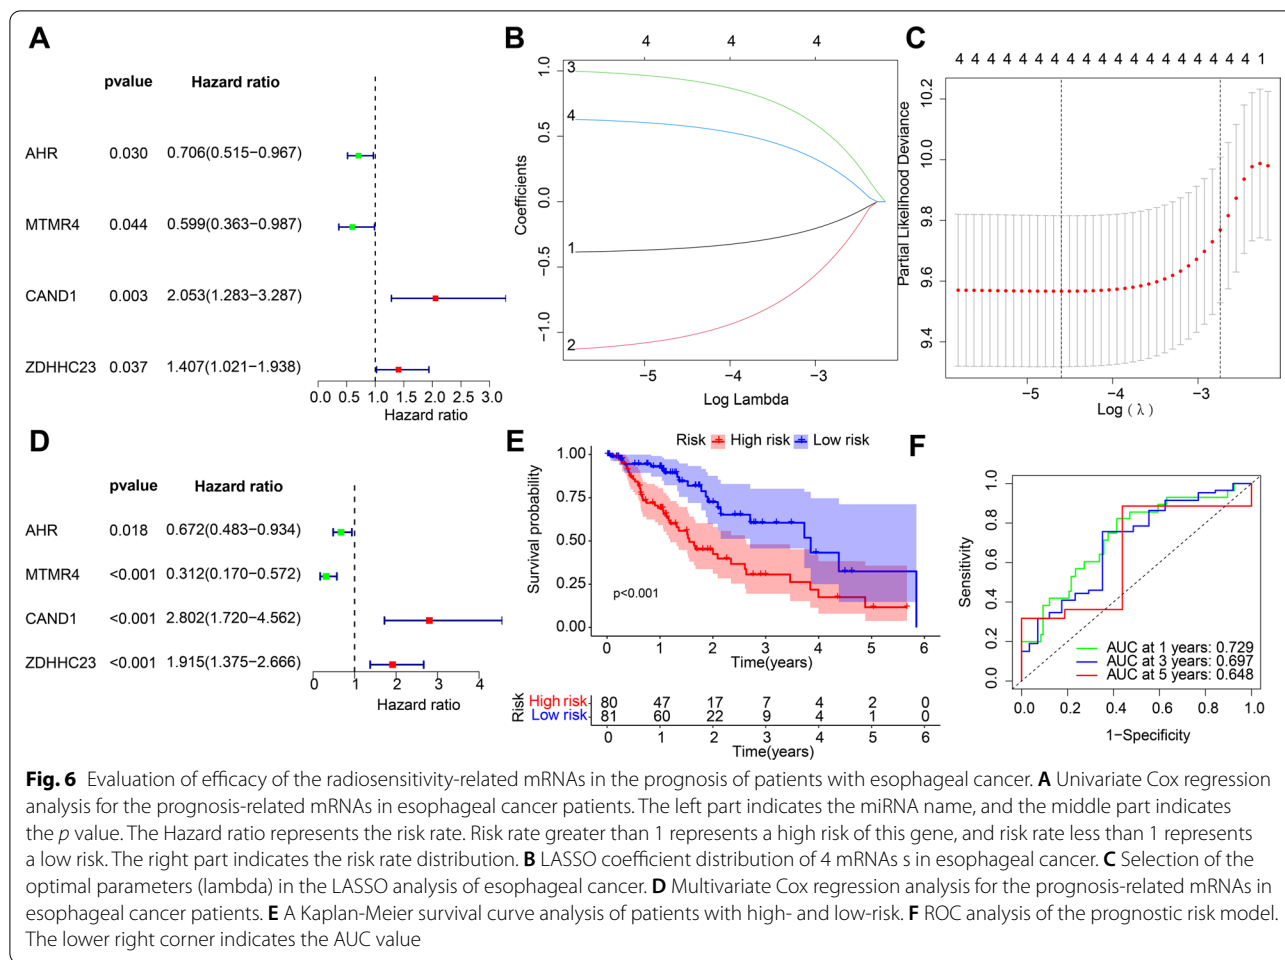 A
pvalue Hazard ratio
AHR 0.030 0.706(0.515−0.967)
MTMR4 0.044 0.599(0.363−0.987)
CAND1 0.003 2.053(1.283−3.287)
ZDHHC23 0.037 1.407(1.021−1.938)
0.0 0.5 1.0 1.5 2.0 2.5 3.0
Hazard ratio
B
4 4 4
Coefficients
1.0
0.5
0.0
−0.5
−1.0
3
4
1
2
−5 −4 −3
Log Lambda
C
4 4 4 4 4 4 4 4 4 4 4 4 4 4 4 4 4 1
Partial Likelihood Deviance
10.2
10.0
9.8
9.6
9.4
−5 −4 −3
Log (λ)
D
pvalue Hazard ratio
AHR 0.018 0.672(0.483−0.934)
MTMR4 <0.001 0.312(0.170−0.572)
CAND1 <0.001 2.802(1.720−4.562)
ZDHHC23 <0.001 1.915(1.375−2.666)
0 1 2 3 4
Hazard ratio
E
Risk High risk Low risk
Survival probability
1.00
0.75
0.50
0.25
0.00
p<0.001
0 1 2 3 4 5 6
Time(years)
Risk
High risk 80 47 17 7 4 2 0
Low risk 81 60 22 9 4 1 0
0 1 2 3 4 5 6
Time(years)
F
Sensitivity
1.0
0.8
0.6
0.4
0.2
0.0
AUC at 1 years: 0.729
AUC at 3 years: 0.697
AUC at 5 years: 0.648
0.0 0.2 0.4 0.6 0.8 1.0
1−Specificity
Fig. 6 Evaluation of efficacy of the radiosensitivity-related mRNAs in the prognosis of patients with esophageal cancer. A Univariate Cox regression
analysis for the prognosis-related mRNAs in esophageal cancer patients. The left part indicates the miRNA name, and the middle part indicates
the p value. The Hazard ratio represents the risk rate. Risk rate greater than 1 represents a high risk of this gene, and risk rate less than 1 represents
a low risk. The right part indicates the risk rate distribution. B LASSO coefficient distribution of 4 mRNAs s in esophageal cancer. C Selection of the
optimal parameters (lambda) in the LASSO analysis of esophageal cancer. D Multivariate Cox regression analysis for the prognosis-related mRNAs in
esophageal cancer patients. E A Kaplan-Meier survival curve analysis of patients with high- and low-risk. F ROC analysis of the prognostic risk model.
The lower right corner indicates the AUC value